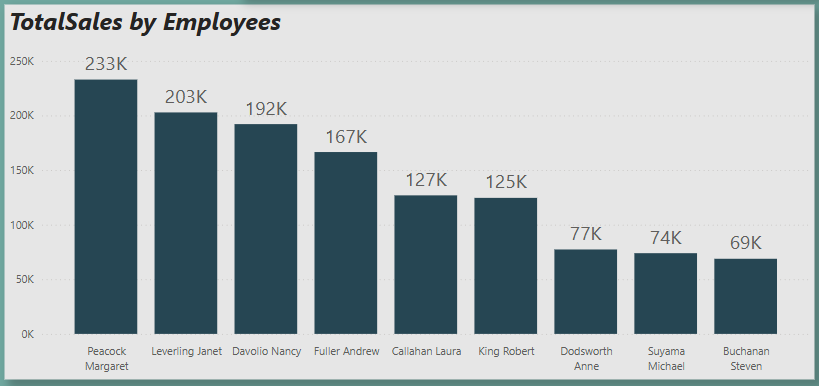 TotalSales by Employees
250K
200K
150K
100K
50K
0K
233K
203K
192K
167K
127K
125K
77K
74K
69K
Peacock
Margaret
Leverling Janet
Davolio Nancy
Fuller Andrew
Callahan Laura
King Robert
Dodsworth
Anne
Suyama
Michael
Buchanan
Steven